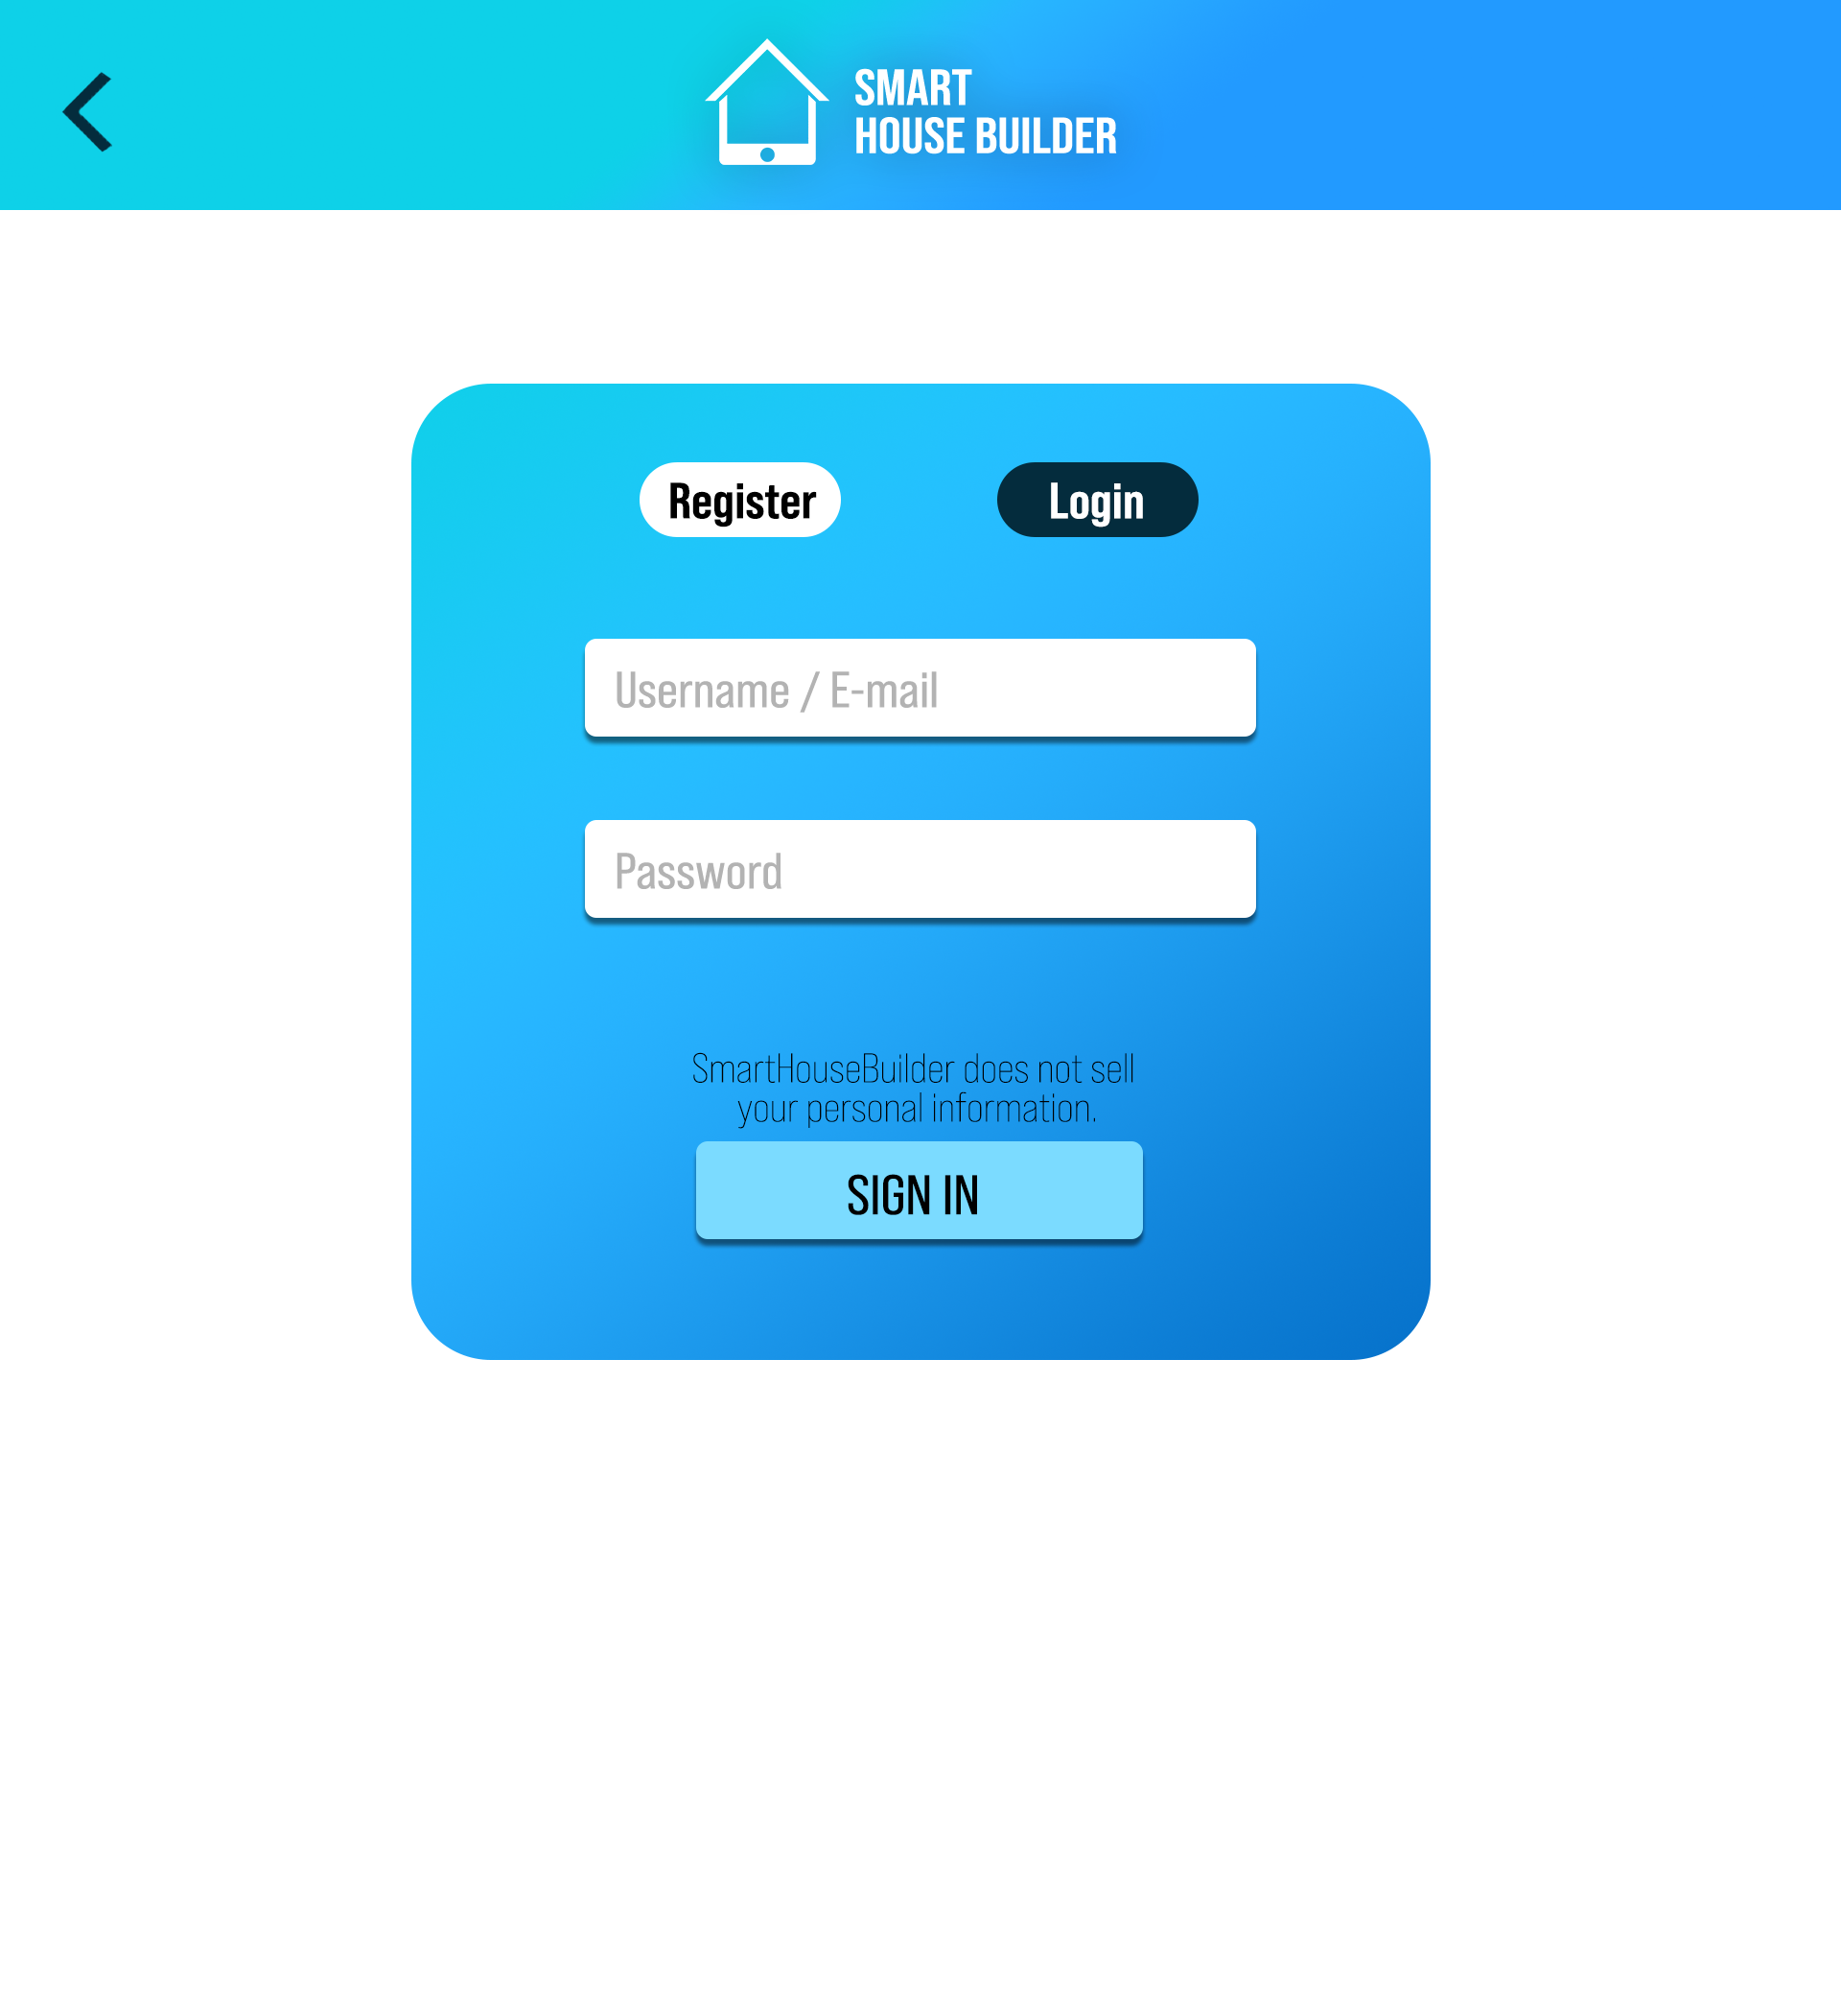 SMART
HOUSE BUILDER
Register
Login
Username / E-mail
Password
SmartHouseBuilder does not sell
your personal information.
SIGN IN